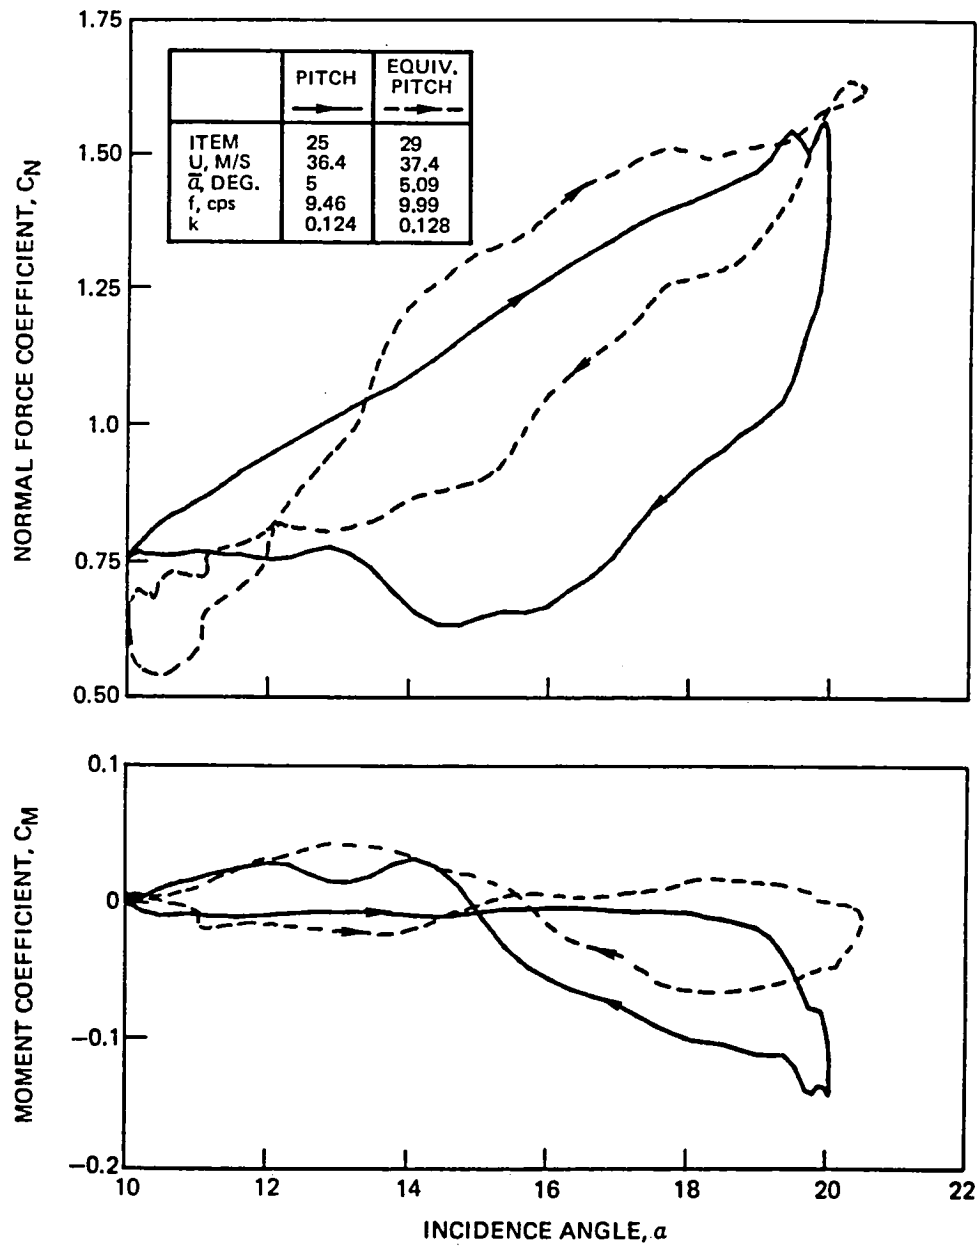 1.75
PITCH
EQUIV.
PITCH
ITEM 25 29
U, M/S 36.4 37.4
ᾱ, DEG. 5 5.09
f, cps 9.46 9.99
k 0.124 0.128
1.50
1.25
1.0
0.75
0.50
NORMAL FORCE COEFFICIENT, CN
0.1
0
−0.1
−0.2
MOMENT COEFFICIENT, CM
10 12 14 16 18 20 22
INCIDENCE ANGLE, α